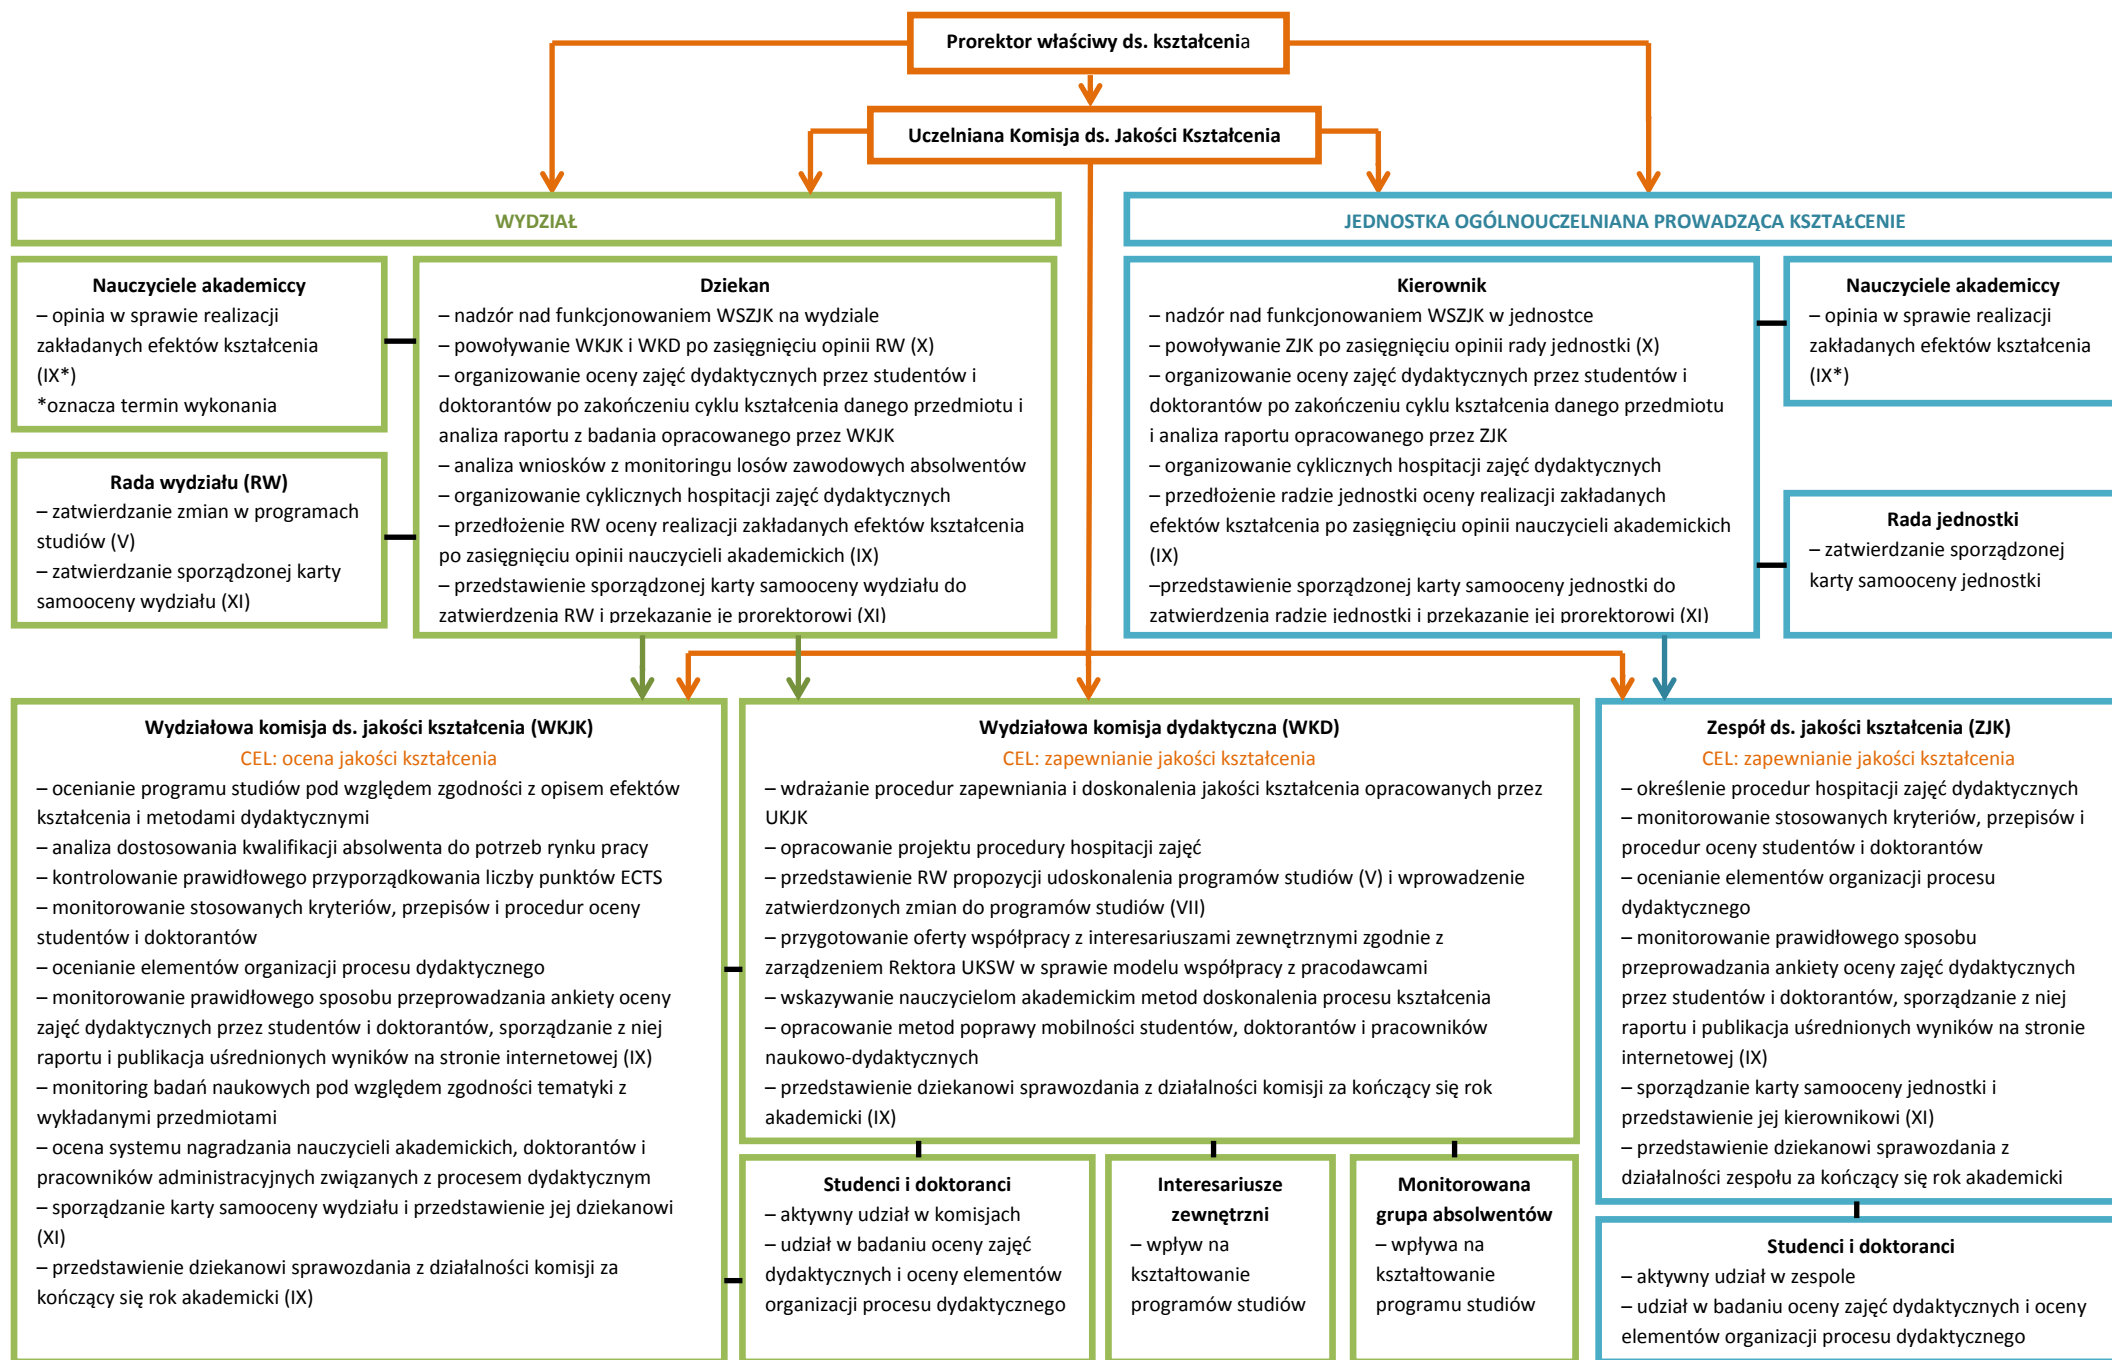 Prorektor właściwy ds. kształcenia
Uczelniana Komisja ds. Jakości Kształcenia
WYDZIAŁ
JEDNOSTKA OGÓLNOUCZELNIANA PROWADZĄCA KSZTAŁCENIE
Nauczyciele akademiccy
– opinia w sprawie realizacji
zakładanych efektów kształcenia
(IX*)
*oznacza termin wykonania
Rada wydziału (RW)
– zatwierdzanie zmian w programach
studiów (V)
– zatwierdzanie sporządzonej karty
samooceny wydziału (XI)
Dziekan
– nadzór nad funkcjonowaniem WSZJK na wydziale
– powoływanie WKJK i WKD po zasięgnięciu opinii RW (X)
– organizowanie oceny zajęć dydaktycznych przez studentów i
doktorantów po zakończeniu cyklu kształcenia danego przedmiotu i
analiza raportu z badania opracowanego przez WKJK
– analiza wniosków z monitoringu losów zawodowych absolwentów
– organizowanie cyklicznych hospitacji zajęć dydaktycznych
– przedłożenie RW oceny realizacji zakładanych efektów kształcenia
po zasięgnięciu opinii nauczycieli akademickich (IX)
– przedstawienie sporządzonej karty samooceny wydziału do
zatwierdzenia RW i przekazanie je prorektorowi (XI)
Kierownik
– nadzór nad funkcjonowaniem WSZJK w jednostce
– powoływanie ZJK po zasięgnięciu opinii rady jednostki (X)
– organizowanie oceny zajęć dydaktycznych przez studentów i
doktorantów po zakończeniu cyklu kształcenia danego przedmiotu
i analiza raportu opracowanego przez ZJK
– organizowanie cyklicznych hospitacji zajęć dydaktycznych
– przedłożenie radzie jednostki oceny realizacji zakładanych
efektów kształcenia po zasięgnięciu opinii nauczycieli akademickich
(IX)
–przedstawienie sporządzonej karty samooceny jednostki do
zatwierdzenia radzie jednostki i przekazanie jej prorektorowi (XI)
Nauczyciele akademiccy
– opinia w sprawie realizacji
zakładanych efektów kształcenia
(IX*)
Rada jednostki
– zatwierdzanie sporządzonej
karty samooceny jednostki
Wydziałowa komisja ds. jakości kształcenia (WKJK)
CEL: ocena jakości kształcenia
– ocenianie programu studiów pod względem zgodności z opisem efektów
kształcenia i metodami dydaktycznymi
– analiza dostosowania kwalifikacji absolwenta do potrzeb rynku pracy
– kontrolowanie prawidłowego przyporządkowania liczby punktów ECTS
– monitorowanie stosowanych kryteriów, przepisów i procedur oceny
studentów i doktorantów
– ocenianie elementów organizacji procesu dydaktycznego
– monitorowanie prawidłowego sposobu przeprowadzania ankiety oceny
zajęć dydaktycznych przez studentów i doktorantów, sporządzanie z niej
raportu i publikacja uśrednionych wyników na stronie internetowej (IX)
– monitoring badań naukowych pod względem zgodności tematyki z
wykładanymi przedmiotami
– ocena systemu nagradzania nauczycieli akademickich, doktorantów i
pracowników administracyjnych związanych z procesem dydaktycznym
– sporządzanie karty samooceny wydziału i przedstawienie jej dziekanowi
(XI)
– przedstawienie dziekanowi sprawozdania z działalności komisji za
kończący się rok akademicki (IX)
Wydziałowa komisja dydaktyczna (WKD)
CEL: zapewnianie jakości kształcenia
– wdrażanie procedur zapewniania i doskonalenia jakości kształcenia opracowanych przez
UKJK
– opracowanie projektu procedury hospitacji zajęć
– przedstawienie RW propozycji udoskonalenia programów studiów (V) i wprowadzenie
zatwierdzonych zmian do programów studiów (VII)
– przygotowanie oferty współpracy z interesariuszami zewnętrznymi zgodnie z
zarządzeniem Rektora UKSW w sprawie modelu współpracy z pracodawcami
– wskazywanie nauczycielom akademickim metod doskonalenia procesu kształcenia
– opracowanie metod poprawy mobilności studentów, doktorantów i pracowników
naukowo-dydaktycznych
– przedstawienie dziekanowi sprawozdania z działalności komisji za kończący się rok
akademicki (IX)
Zespół ds. jakości kształcenia (ZJK)
CEL: zapewnianie jakości kształcenia
– określenie procedur hospitacji zajęć dydaktycznych
– monitorowanie stosowanych kryteriów, przepisów i
procedur oceny studentów i doktorantów
– ocenianie elementów organizacji procesu
dydaktycznego
– monitorowanie prawidłowego sposobu
przeprowadzania ankiety oceny zajęć dydaktycznych
przez studentów i doktorantów, sporządzanie z niej
raportu i publikacja uśrednionych wyników na stronie
internetowej (IX)
– sporządzanie karty samooceny jednostki i
przedstawienie jej kierownikowi (XI)
– przedstawienie dziekanowi sprawozdania z
działalności zespołu za kończący się rok akademicki
Studenci i doktoranci
– aktywny udział w komisjach
– udział w badaniu oceny zajęć
dydaktycznych i oceny elementów
organizacji procesu dydaktycznego
Interesariusze
zewnętrzni
– wpływ na
kształtowanie
programów studiów
Monitorowana
grupa absolwentów
– wpływa na
kształtowanie
programu studiów
Studenci i doktoranci
– aktywny udział w zespole
– udział w badaniu oceny zajęć dydaktycznych i oceny
elementów organizacji procesu dydaktycznego